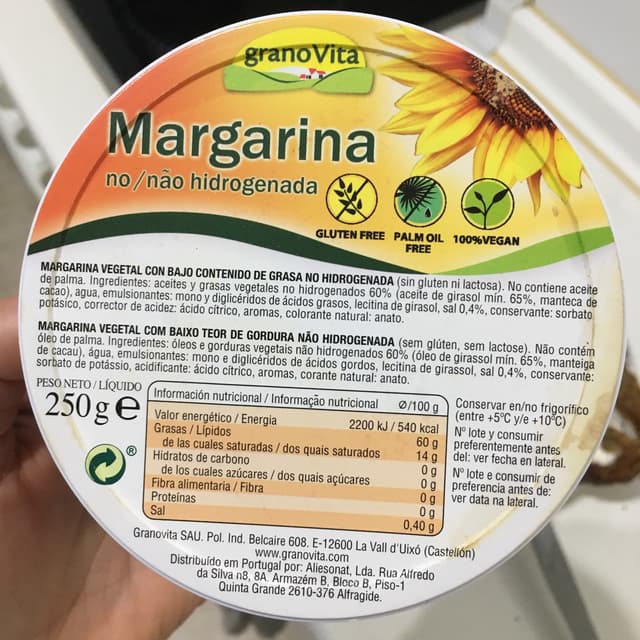 granoVita
Margarina
no/não hidrogenada
GLUTEN FREE
PALM OIL FREE
100%VEGAN
MARGARINA VEGETAL CON BAJO CONTENIDO DE GRASA NO HIDROGENADA (sin gluten ni lactosa). No contiene aceite
de palma. Ingredientes: aceites y grasas vegetales no hidrogenados 60% (aceite de girasol mín. 65%, manteca de
cacao), agua, emulsionantes: mono y diglicéridos de ácidos grasos, lecitina de girasol, sal 0,4%, conservante: sorbato
potásico, corrector de acidez: ácido cítrico, aromas, colorante natural: anato.
MARGARINA VEGETAL COM BAIXO TEOR DE GORDURA NÃO HIDROGENADA (sem glúten, sem lactose). Não contém
óleo de palma. Ingredientes: óleos e gorduras vegetais não hidrogenados 60% (óleo de girassol mín. 65%, manteiga
de cacau), água, emulsionantes: mono e diglicéridos de ácidos gordos, lecitina de girassol, sal 0,4%, conservante:
sorbato de potássio, acidificante: ácido cítrico, aromas, corante natural: anato.
PESO NETO / LÍQUIDO
250 g e
Información nutricional / Informação nutricional ∅/100 g
Valor energético / Energia 2200 kJ / 540 kcal
Grasas / Lípidos 60 g
de las cuales saturadas / dos quais saturados 14 g
Hidratos de carbono 0 g
de los cuales azúcares / dos quais açúcares 0 g
Fibra alimentaria / Fibra 0 g
Proteínas 0 g
Sal 0,40 g
Conservar en/no frigorífico
(entre +5ºC y/e +10ºC)
Nº lote y consumir
preferentemente antes
del: ver fecha en lateral.
Nº lote e consumir de
preferencia antes de:
ver data na lateral.
®
Granovita SAU. Pol. Ind. Belcaire 608. E-12600 La Vall d'Uixó (Castellón)
www.granovita.com
Distribuído em Portugal por: Aliesonat, Lda. Rua Alfredo
da Silva n8, 8A. Armazém B, Bloco B, Piso-1
Quinta Grande 2610-376 Alfragide.